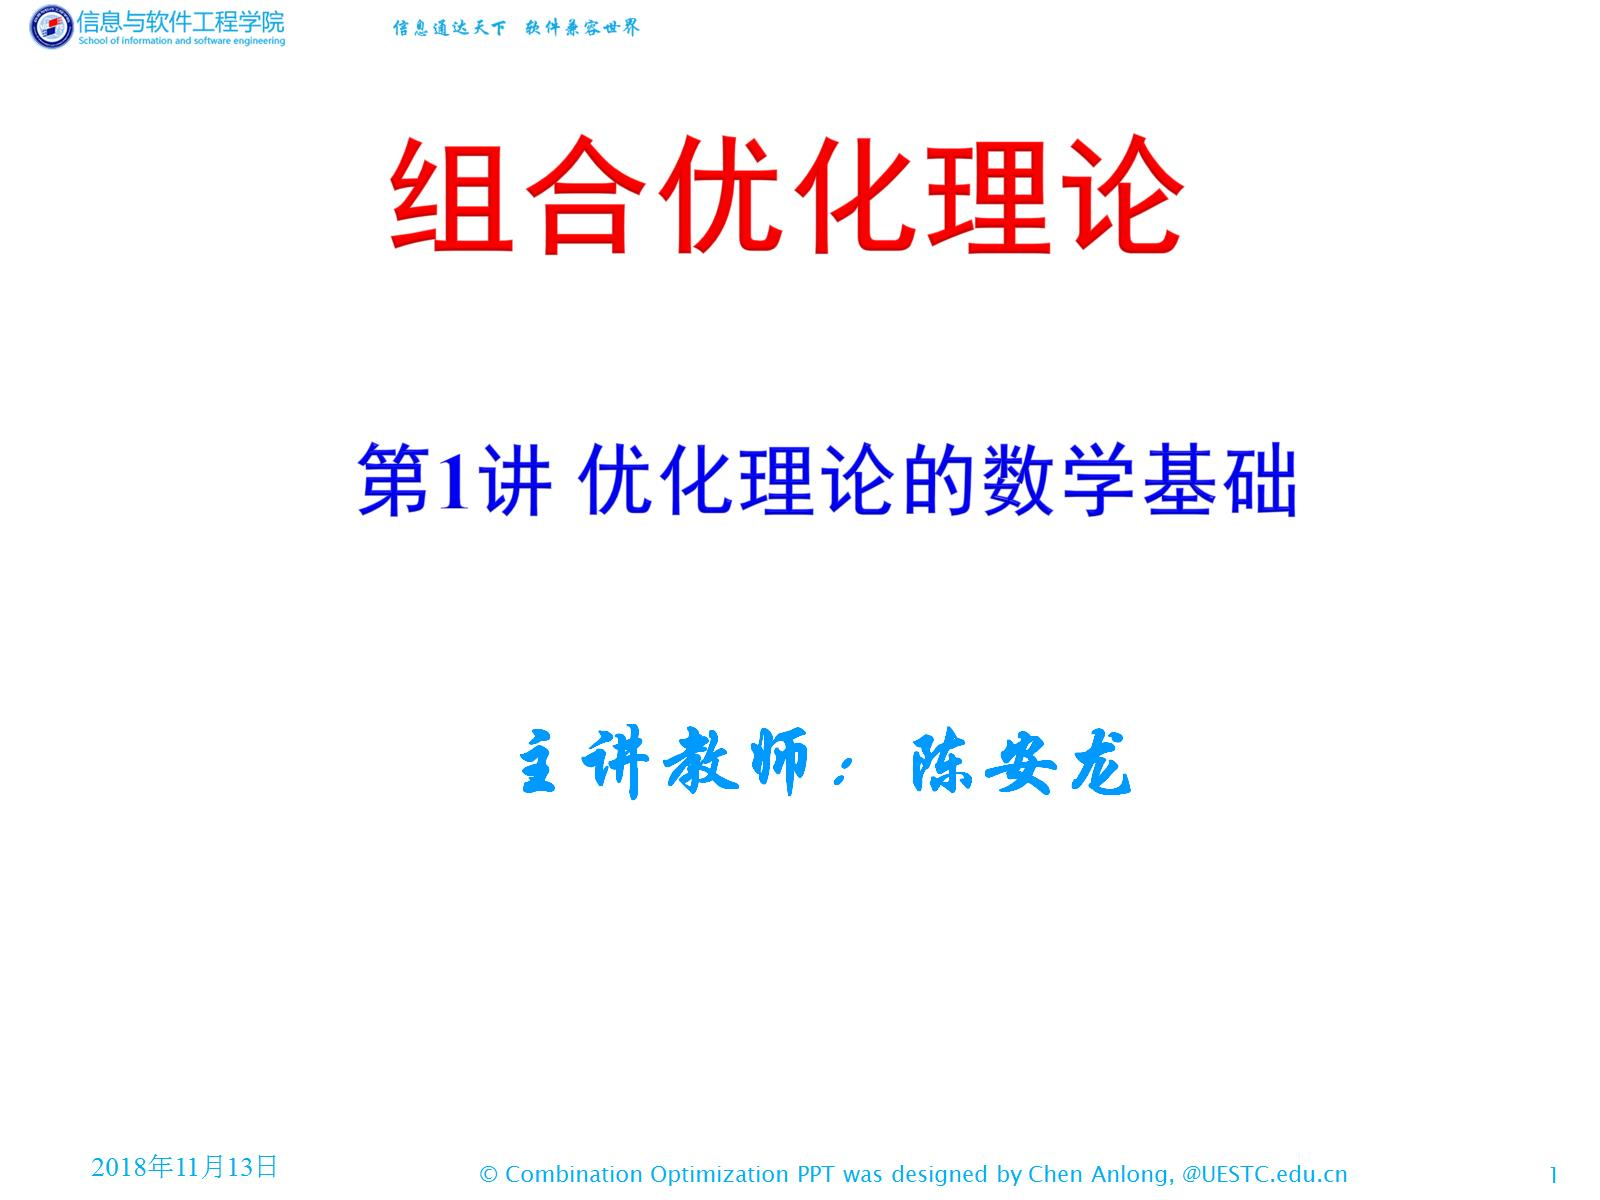 信息与软件工程学院
School of information and software engineering
信息通达天下 软件兼容世界
组合优化理论
第1讲 优化理论的数学基础
主讲教师：陈安龙
2018年11月13日
© Combination Optimization PPT was designed by Chen Anlong, @UESTC.edu.cn
1